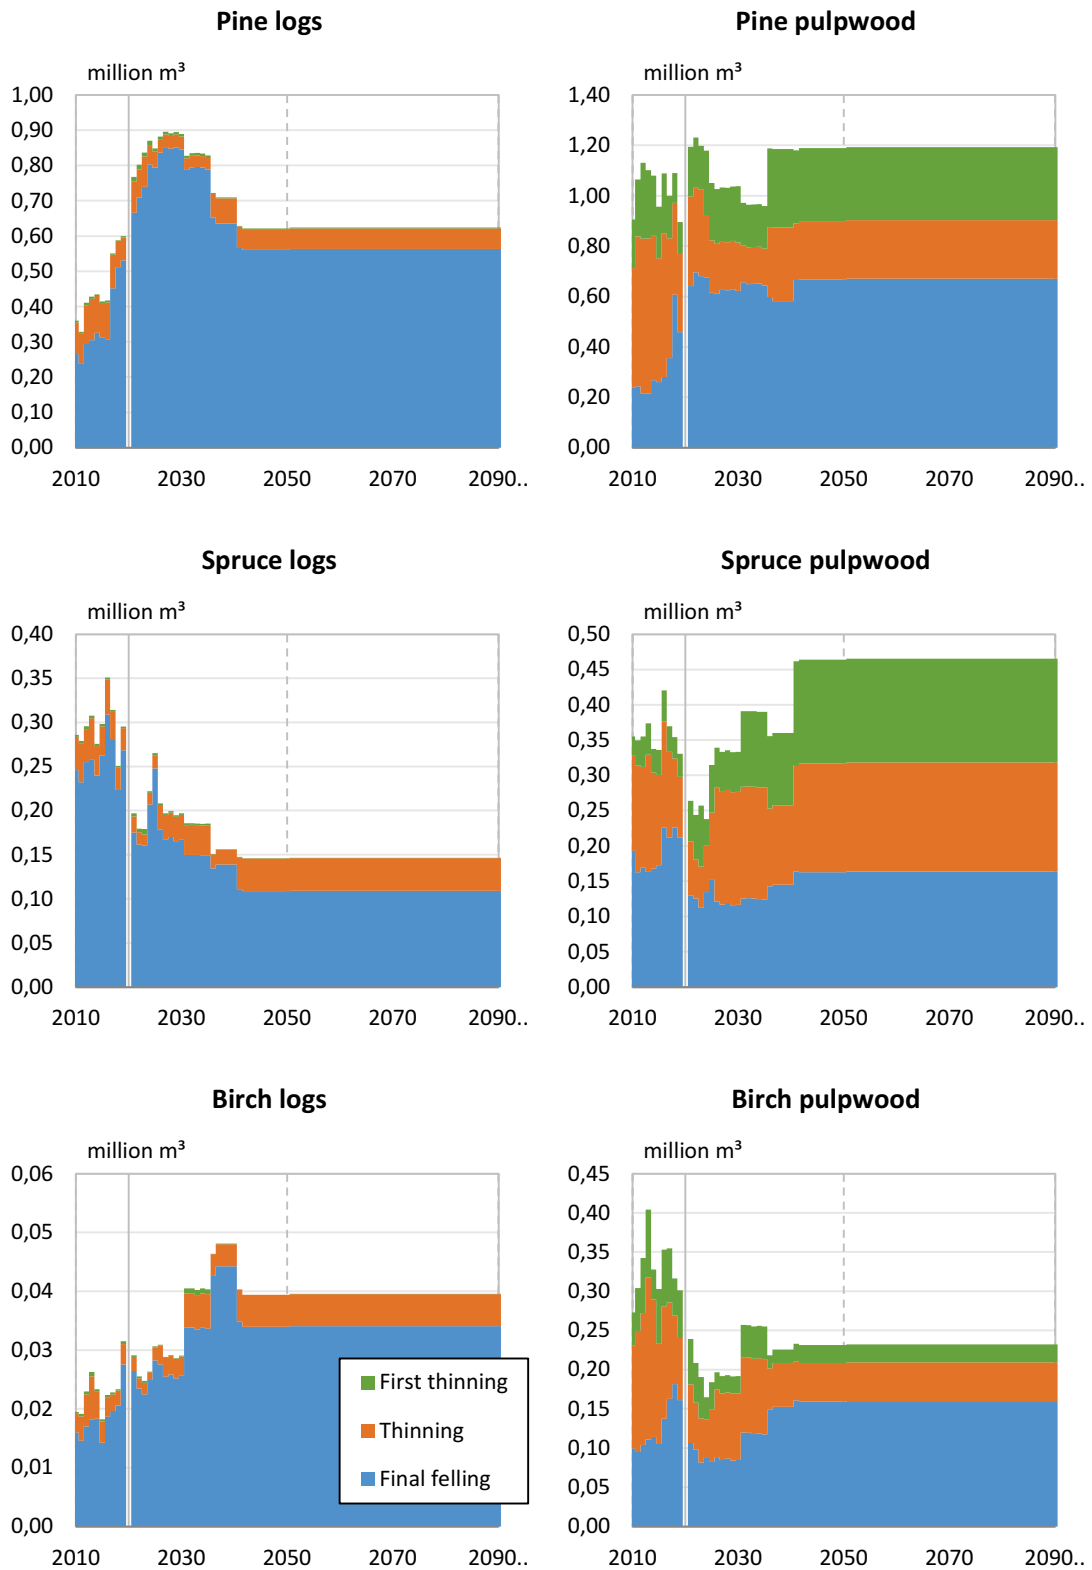 Pine logs
million m³
1,00
0,90
0,80
0,70
0,60
0,50
0,40
0,30
0,20
0,10
0,00
2010 2030 2050 2070 2090..
Pine pulpwood
million m³
1,40
1,20
1,00
0,80
0,60
0,40
0,20
0,00
2010 2030 2050 2070 2090..
Spruce logs
million m³
0,40
0,35
0,30
0,25
0,20
0,15
0,10
0,05
0,00
2010 2030 2050 2070 2090..
Spruce pulpwood
million m³
0,50
0,45
0,40
0,35
0,30
0,25
0,20
0,15
0,10
0,05
0,00
2010 2030 2050 2070 2090..
Birch logs
million m³
0,06
0,05
0,04
0,03
0,02
0,01
0,00
2010 2030 2050 2070 2090..
First thinning
Thinning
Final felling
Birch pulpwood
million m³
0,45
0,40
0,35
0,30
0,25
0,20
0,15
0,10
0,05
0,00
2010 2030 2050 2070 2090..